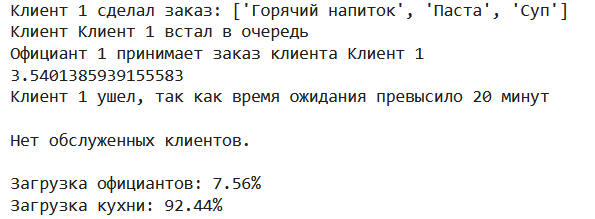 Клиент 1 сделал заказ: ['Горячий напиток', 'Паста', 'Суп']
Клиент Клиент 1 встал в очередь
Официант 1 принимает заказ клиента Клиент 1
3.5401385939155583
Клиент 1 ушел, так как время ожидания превысило 20 минут
Нет обслуженных клиентов.
Загрузка официантов: 7.56%
Загрузка кухни: 92.44%